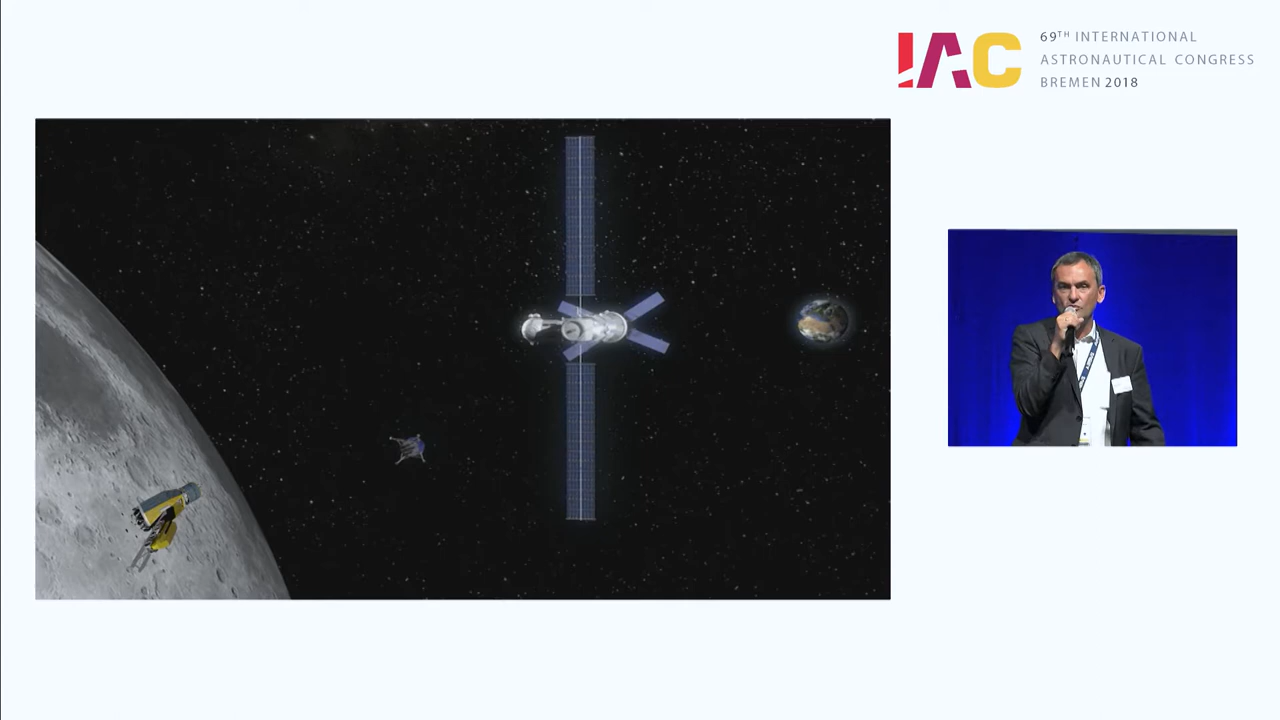 IAC
69TH INTERNATIONAL
ASTRONAUTICAL CONGRESS
BREMEN 2018